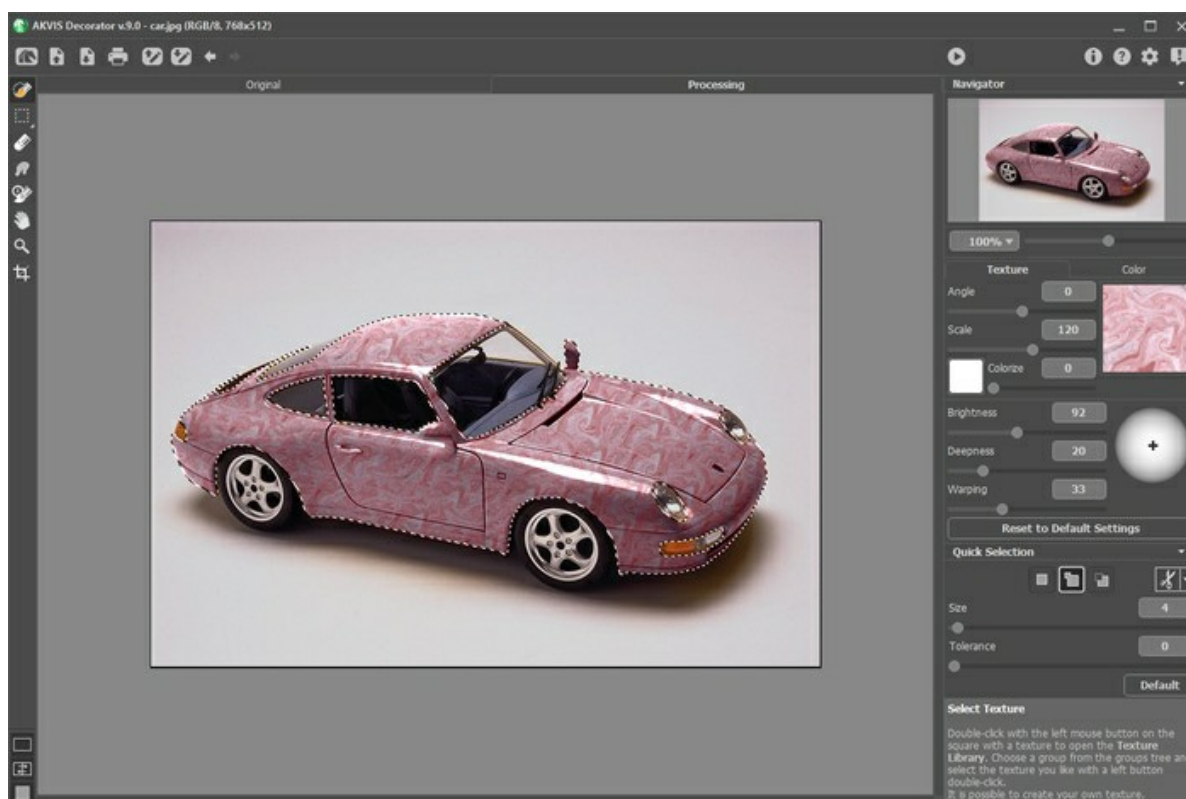 AKVIS Decorator v.9.0 - car.jpg (RGB/8, 768x512)
Original
Processing
Navigator
100%
Texture
Color
Angle
0
Scale
120
Colorize
0
Brightness
92
Deepness
20
Warping
33
Reset to Default Settings
Quick Selection
Size
4
Tolerance
0
Default
Select Texture
Double-click with the left mouse button on the
square with a texture to open the Texture
Library. Choose a group from the groups tree an
select the texture you like with a left button
double-click.
It is possible to create your own texture.